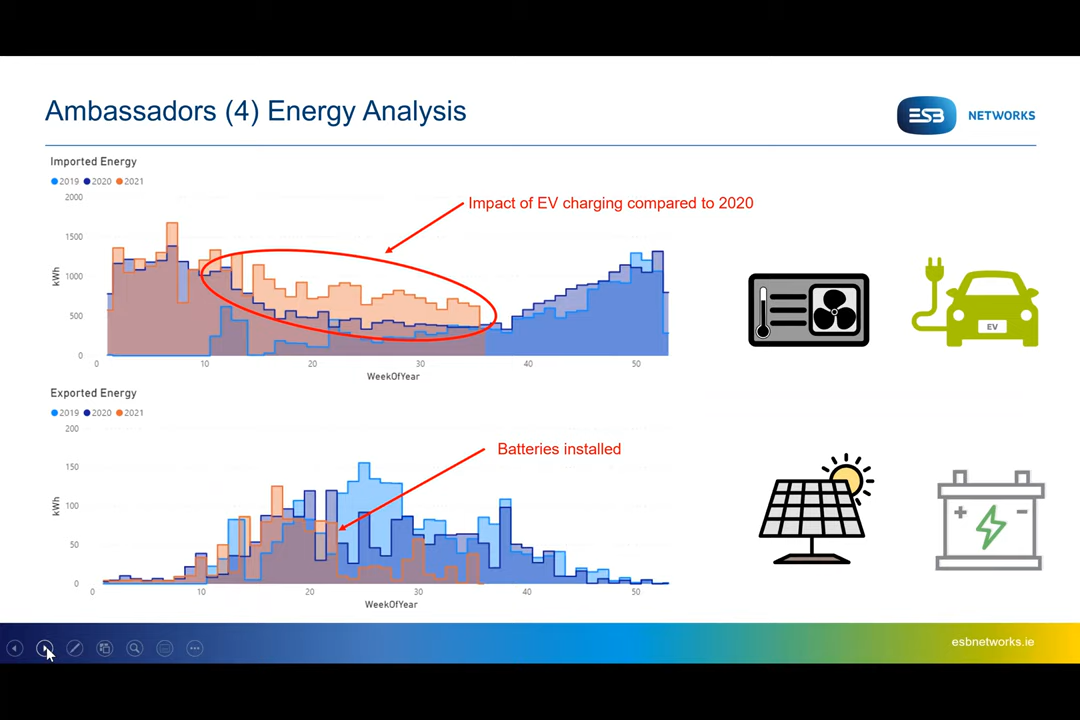 Ambassadors (4) Energy Analysis
ESB NETWORKS
Imported Energy
2019 2020 2021
2000
Impact of EV charging compared to 2020
1500
kWh
1000
500
0
0 10 20 30 40 50
WeekOfYear
EV
Exported Energy
2019 2020 2021
200
Batteries installed
150
kWh
100
50
0
0 10 20 30 40 50
WeekOfYear
+ -
esbnetworks.ie